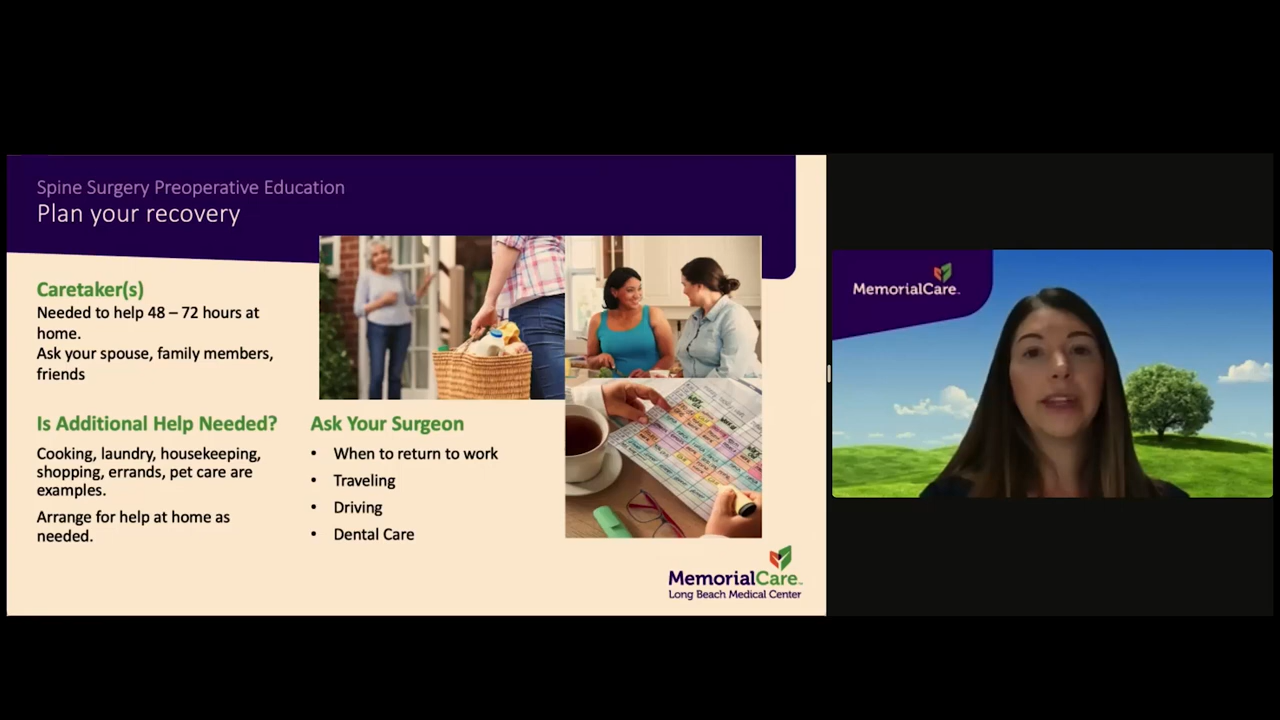 Spine Surgery Preoperative Education
Plan your recovery
Caretaker(s)
Needed to help 48 – 72 hours at
home.
Ask your spouse, family members,
friends
Is Additional Help Needed?
Cooking, laundry, housekeeping,
shopping, errands, pet care are
examples.
Arrange for help at home as
needed.
Ask Your Surgeon
• When to return to work
• Traveling
• Driving
• Dental Care
MemorialCare™
Long Beach Medical Center
MemorialCare™